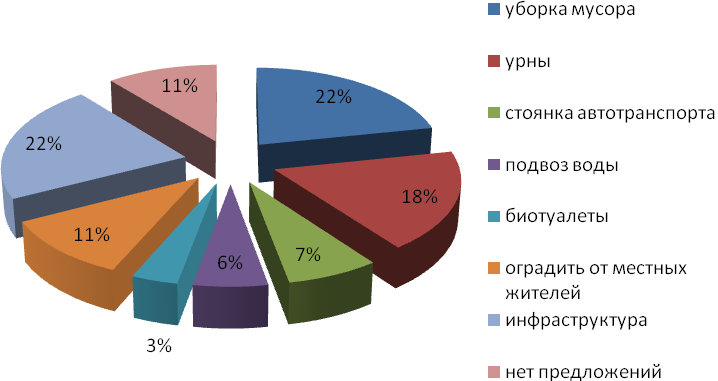 22%
18%
7%
6%
3%
11%
22%
11%
уборка мусора
урны
стоянка автотранспорта
подвоз воды
биотуалеты
оградить от местных
жителей
инфраструктура
нет предложений